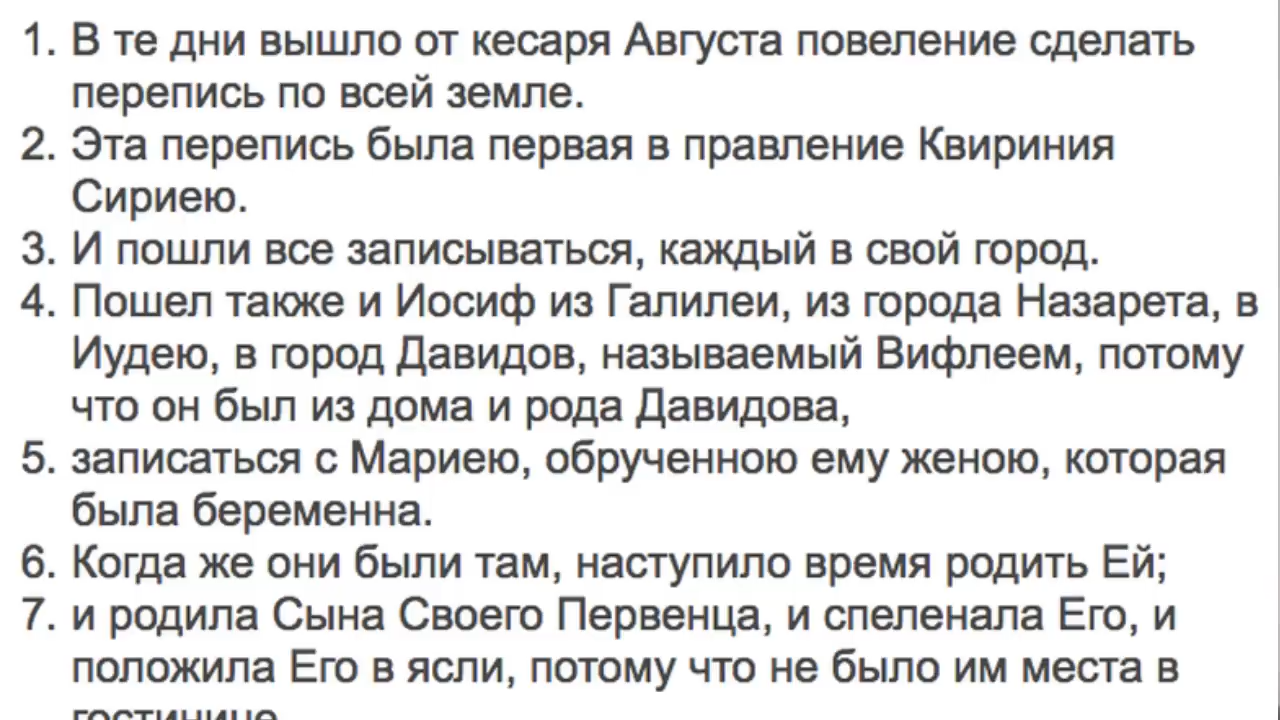 1. В те дни вышло от кесаря Августа повеление сделать
перепись по всей земле.
2. Эта перепись была первая в правление Квириния
Сириею.
3. И пошли все записываться, каждый в свой город.
4. Пошел также и Иосиф из Галилеи, из города Назарета, в
Иудею, в город Давидов, называемый Вифлеем, потому
что он был из дома и рода Давидова,
5. записаться с Мариею, обрученною ему женою, которая
была беременна.
6. Когда же они были там, наступило время родить Ей;
7. и родила Сына Своего Первенца, и спеленала Его, и
положила Его в ясли, потому что не было им места в
гостинице